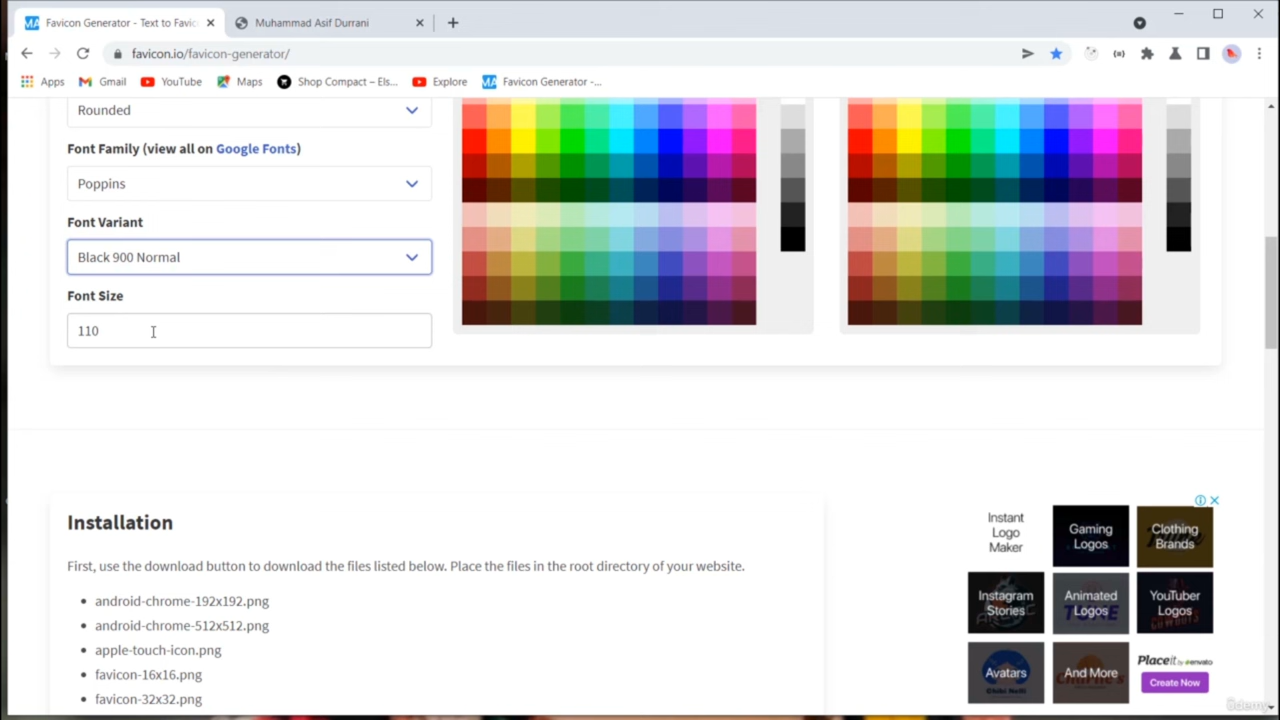 Favicon Generator - Text to Favic
Muhammad Asif Durrani
favicon.io/favicon-generator/
Apps
Gmail
YouTube
Maps
Shop Compact – Els...
Explore
Favicon Generator -...
Rounded
Font Family (view all on Google Fonts)
Poppins
Font Variant
Black 900 Normal
Font Size
110
Installation
First, use the download button to download the files listed below. Place the files in the root directory of your website.
android-chrome-192x192.png
android-chrome-512x512.png
apple-touch-icon.png
favicon-16x16.png
favicon-32x32.png
Instant
Logo
Maker
Gaming
Logos
Clothing
Brands
Instagram
Stories
Animated
Logos
YouTuber
Logos
Avatars
And More
Placeit by envato
Create Now
ûdemy